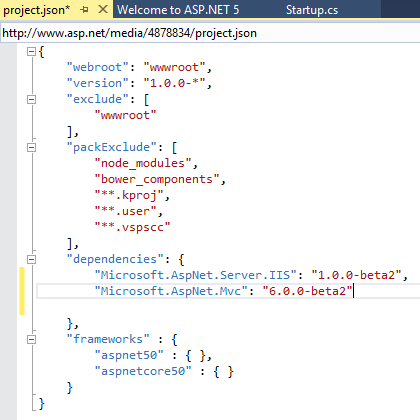 project.json* Welcome to ASP.NET 5 Startup.cs
http://www.asp.net/media/4878834/project.json
{
"webroot": "wwwroot",
"version": "1.0.0-*",
"exclude": [
"wwwroot"
],
"packExclude": [
"node_modules",
"bower_components",
"**.kproj",
"**.user",
"**.vspscc"
],
"dependencies": {
"Microsoft.AspNet.Server.IIS": "1.0.0-beta2",
"Microsoft.AspNet.Mvc": "6.0.0-beta2"
},
"frameworks" : {
"aspnet50" : { },
"aspnetcore50" : { }
}
}